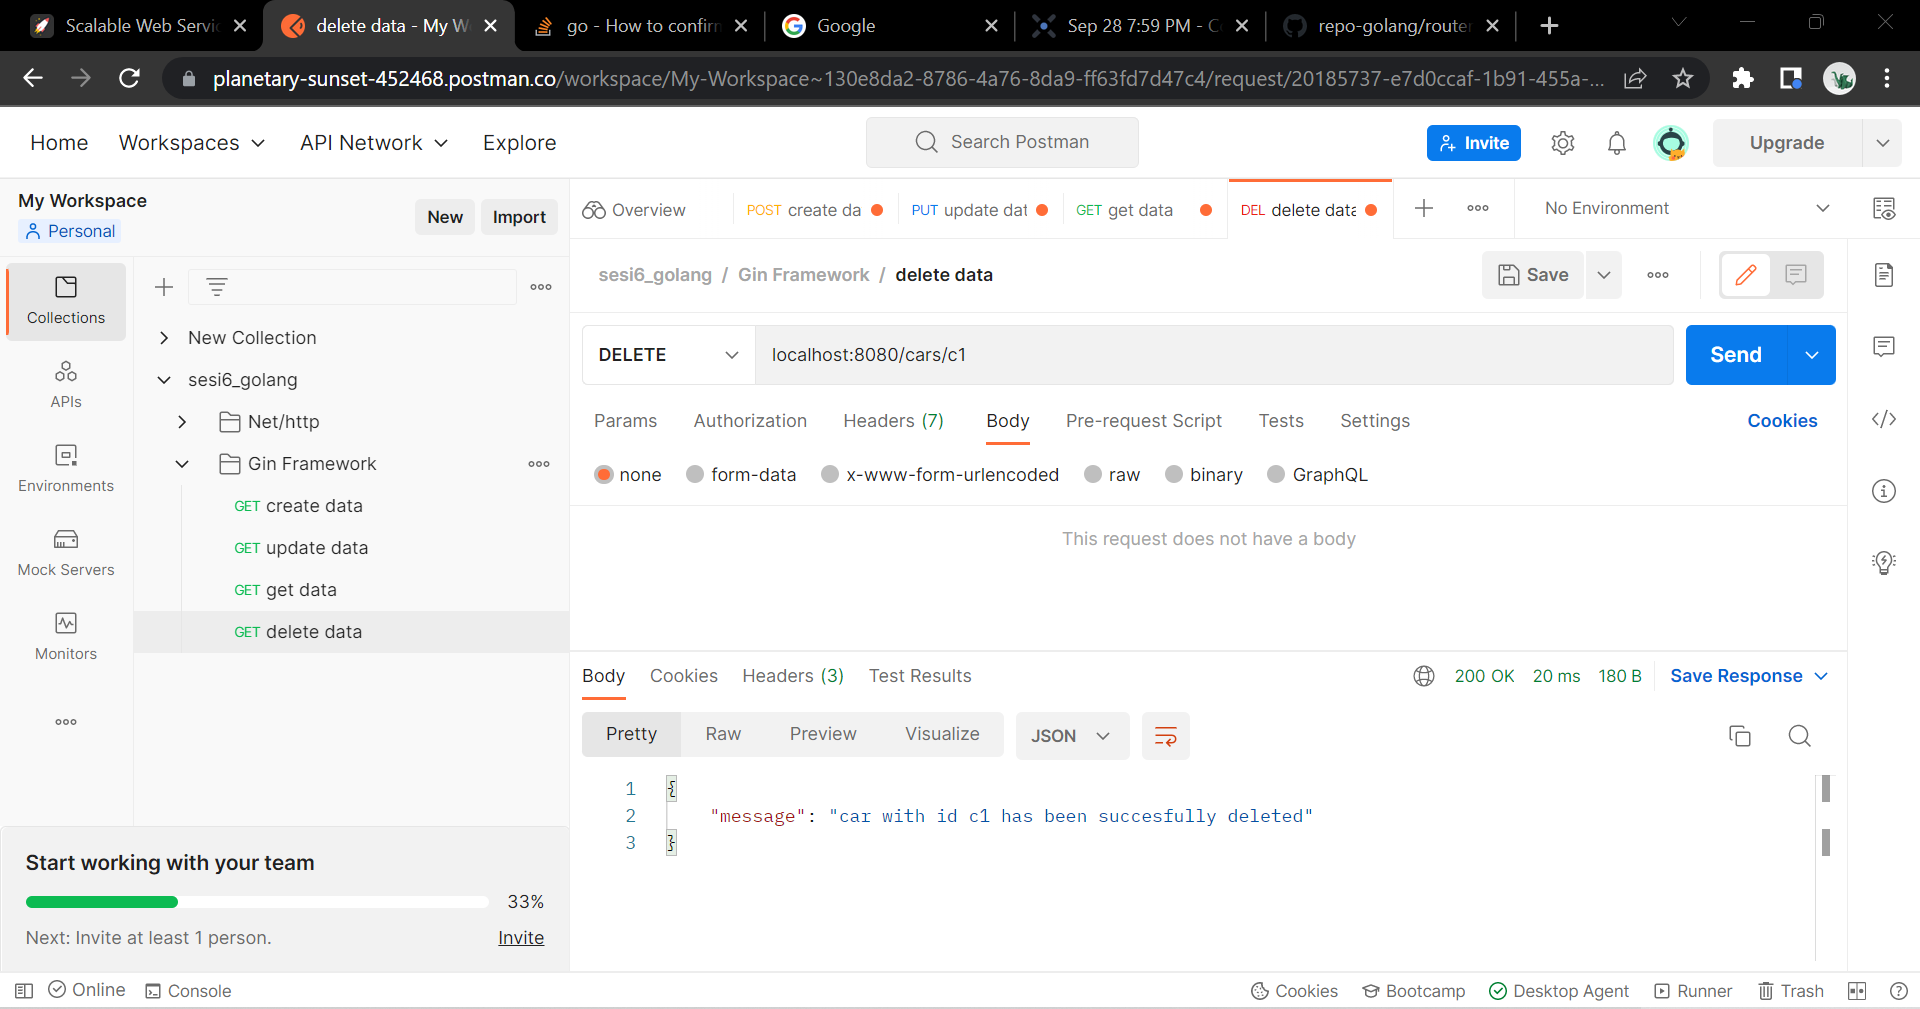 Scalable Web Servic
delete data - My W
go - How to confirm
Google
Sep 28 7:59 PM - C
repo-golang/router
planetary-sunset-452468.postman.co/workspace/My-Workspace~130e8da2-8786-4a76-8da9-ff63fd7d47c4/request/20185737-e7d0ccaf-1b91-455a-...
Home Workspaces API Network Explore
Search Postman
Invite
Upgrade
My Workspace
Personal
New Import
Overview
POST create da
PUT update dat
GET get data
DEL delete data
No Environment
sesi6_golang / Gin Framework / delete data
Save
Collections
APIs
Environments
Mock Servers
Monitors
New Collection
sesi6_golang
Net/http
Gin Framework
GET create data
GET update data
GET get data
GET delete data
DELETE
localhost:8080/cars/c1
Send
Params Authorization Headers (7) Body Pre-request Script Tests Settings Cookies
none form-data x-www-form-urlencoded raw binary GraphQL
This request does not have a body
Body Cookies Headers (3) Test Results
200 OK 20 ms 180 B Save Response
Pretty Raw Preview Visualize JSON
1 {
2 "message": "car with id c1 has been succesfully deleted"
3 }
Start working with your team
33%
Next: Invite at least 1 person. Invite
Online Console
Cookies Bootcamp Desktop Agent Runner Trash